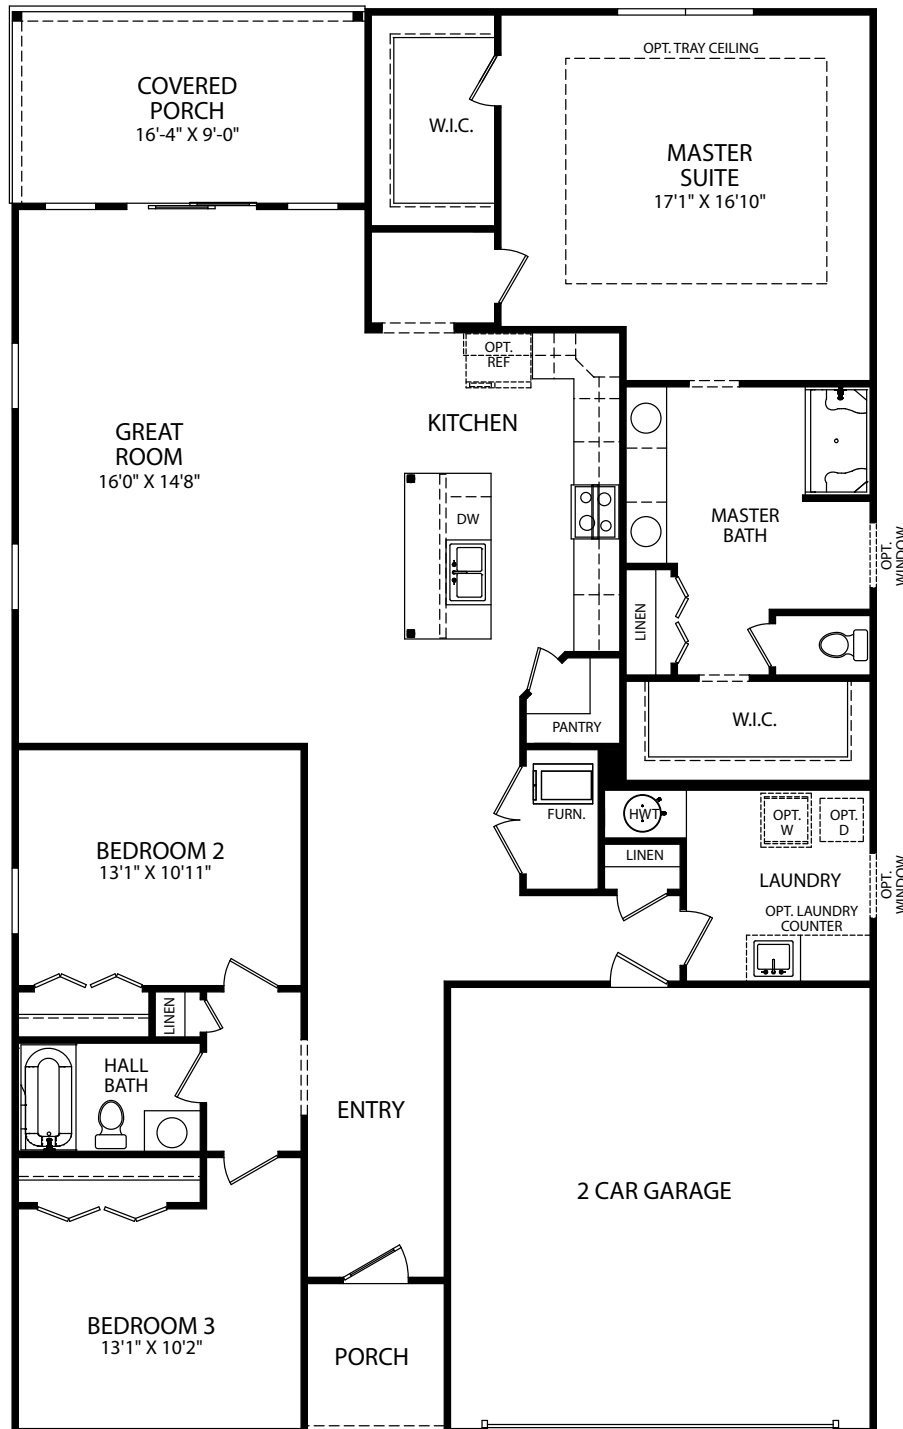 COVERED
PORCH
16'-4" X 9'-0"
W.I.C.
OPT. TRAY CEILING
MASTER
SUITE
17'1" X 16'10"
OPT.
REF
KITCHEN
GREAT
ROOM
16'0" X 14'8"
DW
MASTER
BATH
OPT.
WINDOW
LINEN
PANTRY
W.I.C.
FURN.
HWT
OPT.
W
OPT.
D
LINEN
LAUNDRY
OPT.
WINDOW
OPT. LAUNDRY
COUNTER
BEDROOM 2
13'1" X 10'11"
LINEN
HALL
BATH
ENTRY
2 CAR GARAGE
BEDROOM 3
13'1" X 10'2"
PORCH